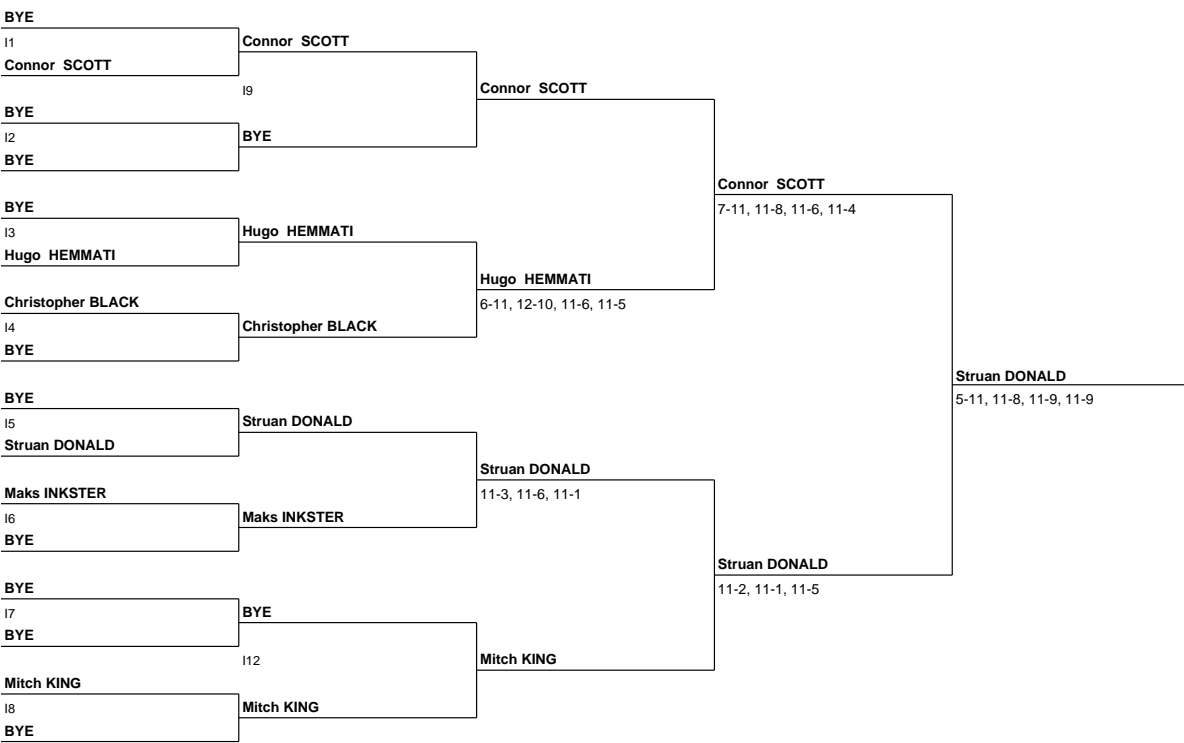 BYE
I1
Connor SCOTT
Connor SCOTT
I9
Connor SCOTT
BYE
I2
BYE
BYE
Connor SCOTT
7-11, 11-8, 11-6, 11-4
BYE
I3
Hugo HEMMATI
Hugo HEMMATI
Hugo HEMMATI
6-11, 12-10, 11-6, 11-5
Christopher BLACK
I4
Christopher BLACK
BYE
Struan DONALD
5-11, 11-8, 11-9, 11-9
BYE
I5
Struan DONALD
Struan DONALD
Struan DONALD
11-3, 11-6, 11-1
Maks INKSTER
I6
Maks INKSTER
BYE
Struan DONALD
11-2, 11-1, 11-5
BYE
I7
BYE
BYE
I12
Mitch KING
Mitch KING
I8
Mitch KING
BYE